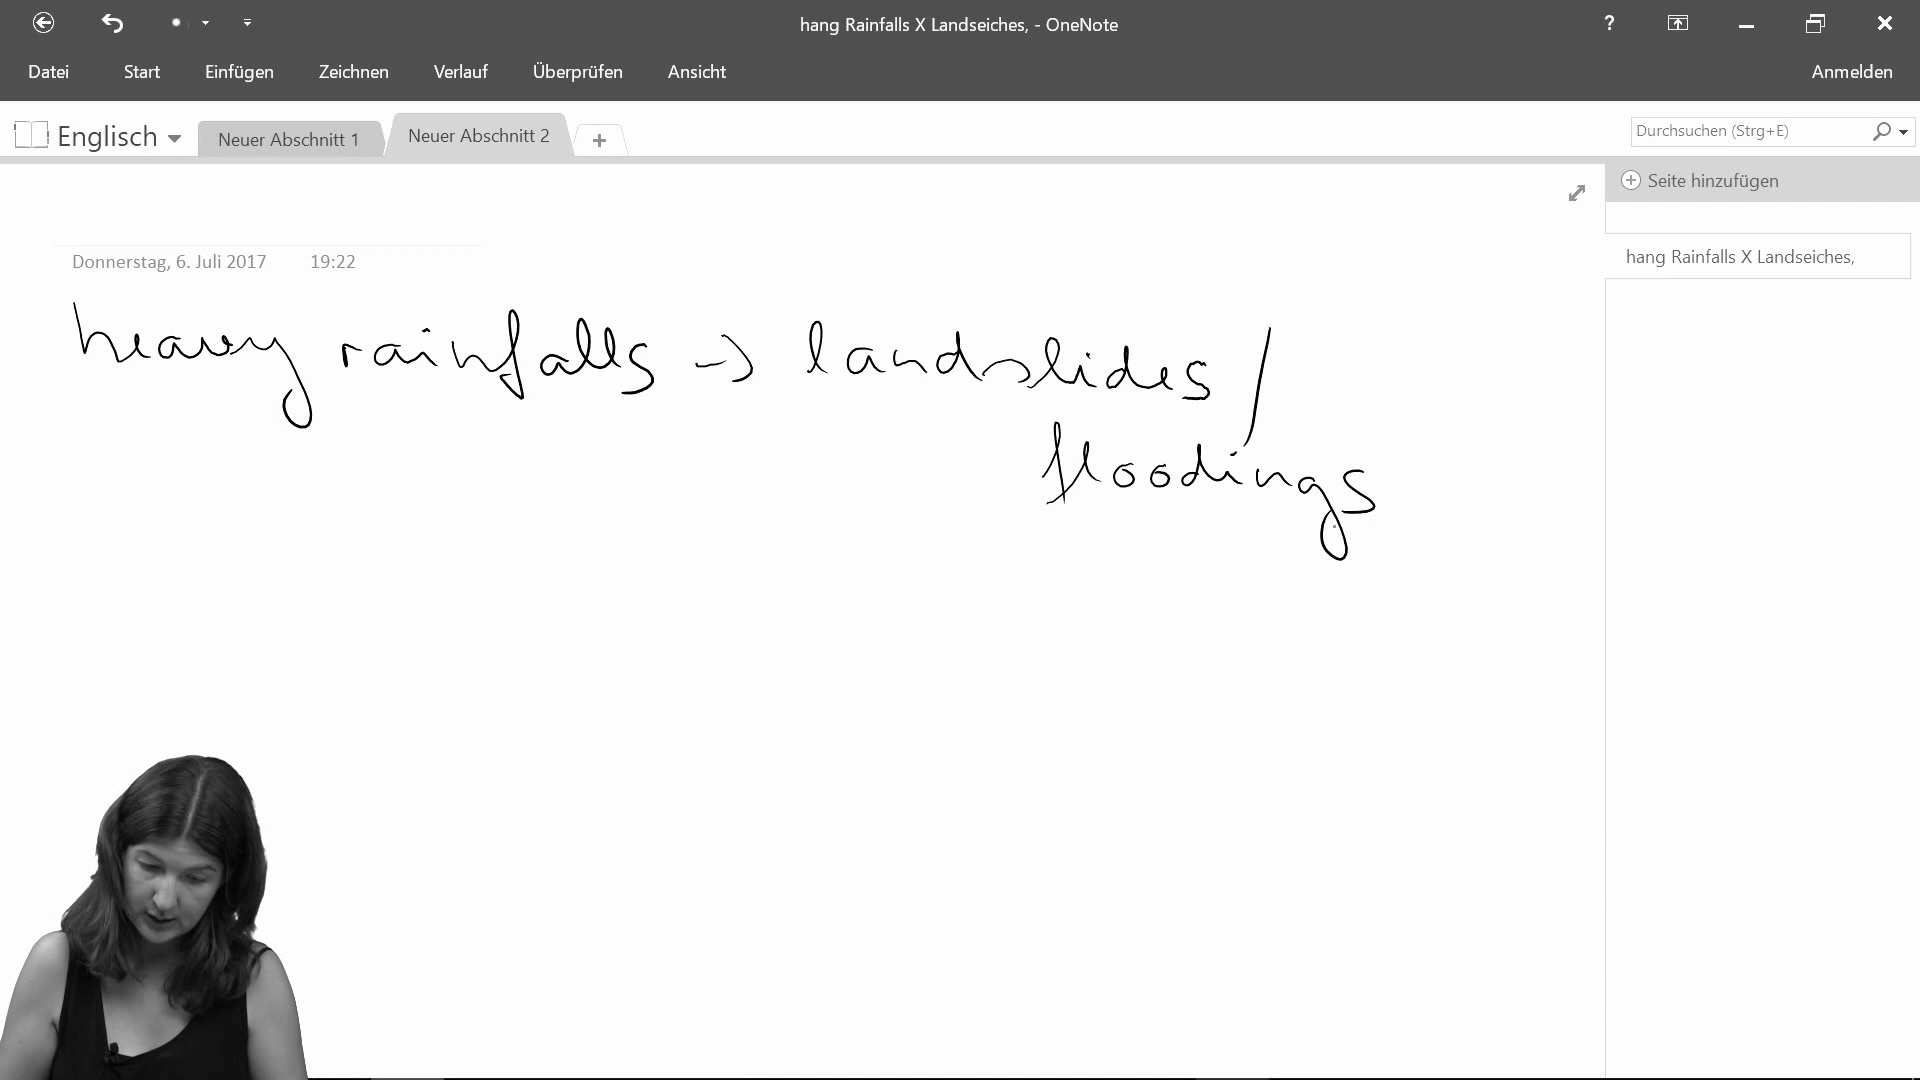 hang Rainfalls X Landseiches, - OneNote
?
Datei Start Einfügen Zeichnen Verlauf Überprüfen Ansicht Anmelden
Englisch Neuer Abschnitt 1 Neuer Abschnitt 2 +
Durchsuchen (Strg+E)
Seite hinzufügen
hang Rainfalls X Landseiches,
Donnerstag, 6. Juli 2017 19:22
heavy rainfalls -> landslides /
floodings